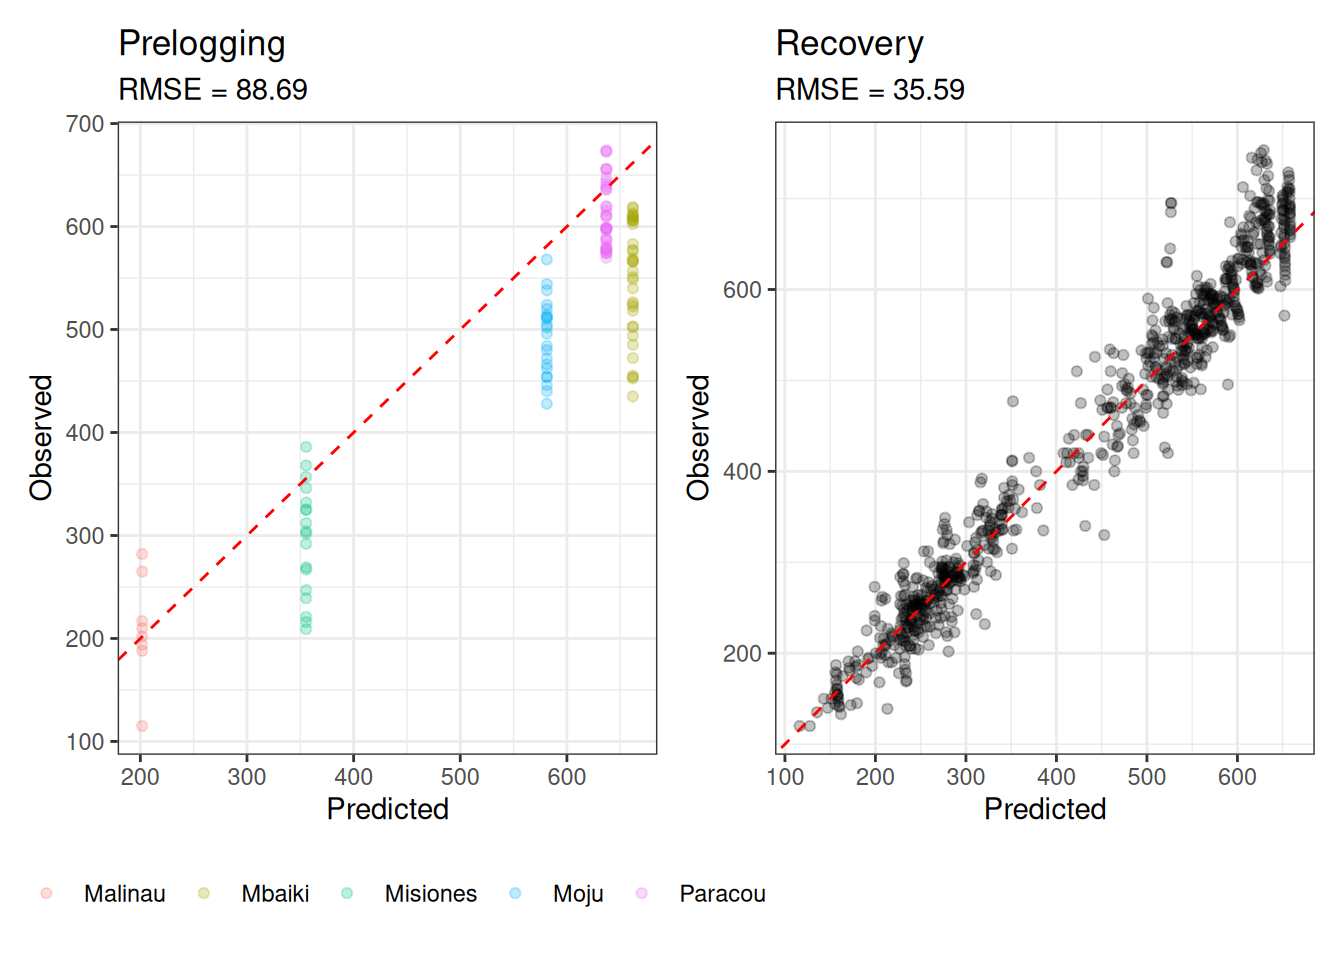 Prelogging
RMSE = 88.69
700
600
500
400
300
200
100
Observed
200 300 400 500 600
Predicted
Recovery
RMSE = 35.59
600
400
200
Observed
100 200 300 400 500 600
Predicted
Malinau Mbaiki Misiones Moju Paracou